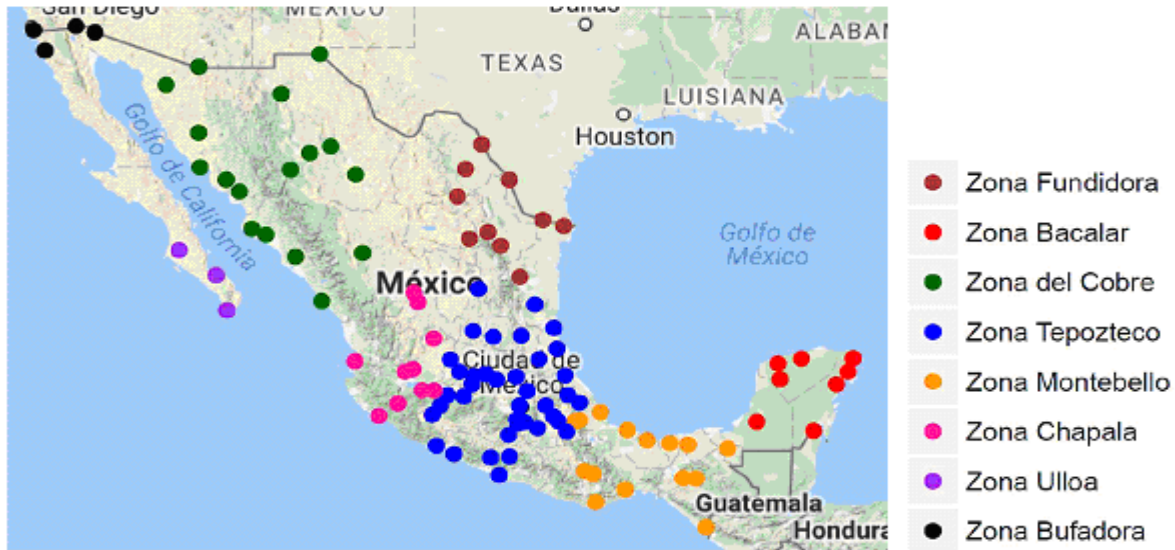 San Diego
MÉXICO
Dallas
ALABAM
TEXAS
LUISIANA
Houston
Golfo de California
Golfo de
México
México
Ciudad de
México
Guatemala
Hondura
Zona Fundidora
Zona Bacalar
Zona del Cobre
Zona Tepozteco
Zona Montebello
Zona Chapala
Zona Ulloa
Zona Bufadora